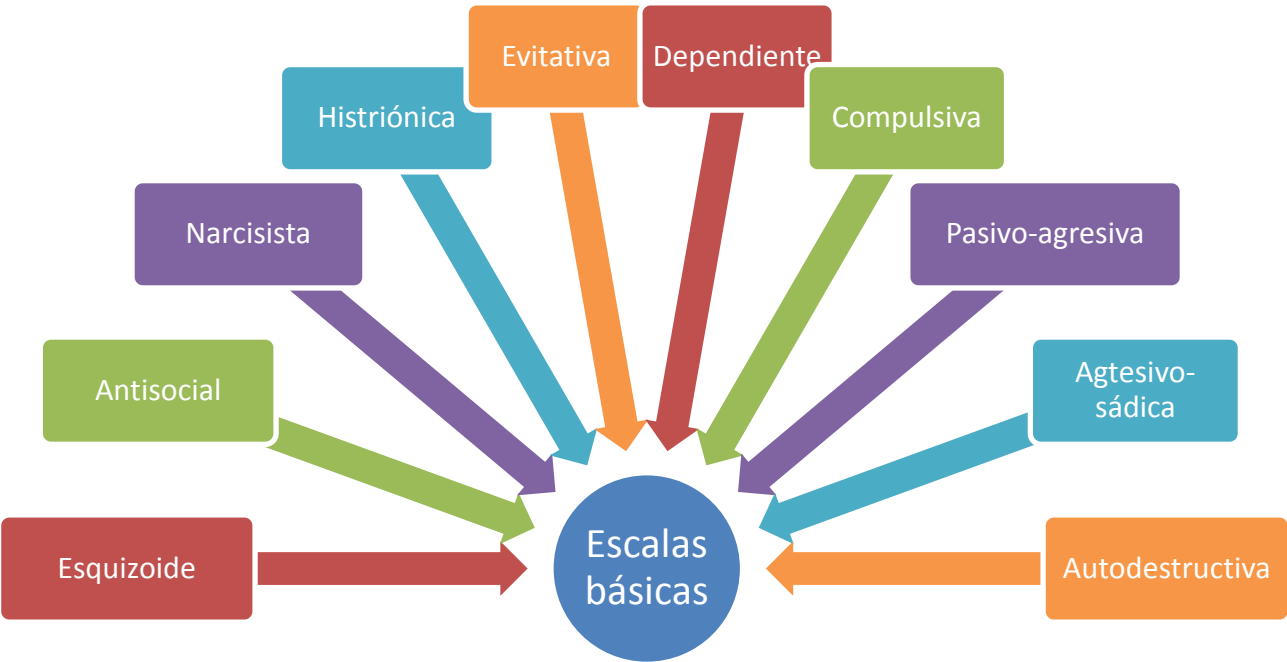 Evitativa
Dependiente
Histriónica
Compulsiva
Narcisista
Pasivo-agresiva
Antisocial
Agtesivo-
sádica
Esquizoide
Escalas
básicas
Autodestructiva